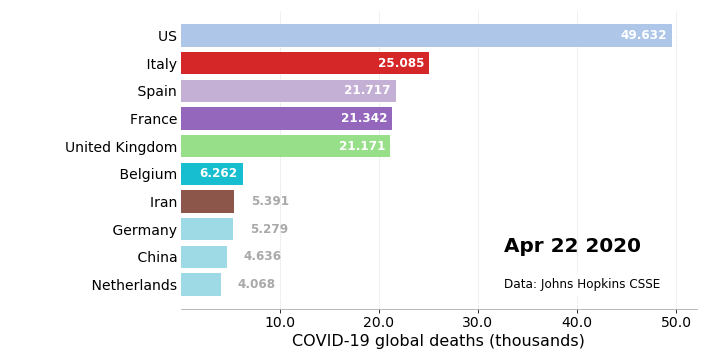 US 49.632
Italy 25.085
Spain 21.717
France 21.342
United Kingdom 21.171
Belgium 6.262
Iran 5.391
Germany 5.279
China 4.636
Netherlands 4.068
Apr 22 2020
Data: Johns Hopkins CSSE
10.0 20.0 30.0 40.0 50.0
COVID-19 global deaths (thousands)